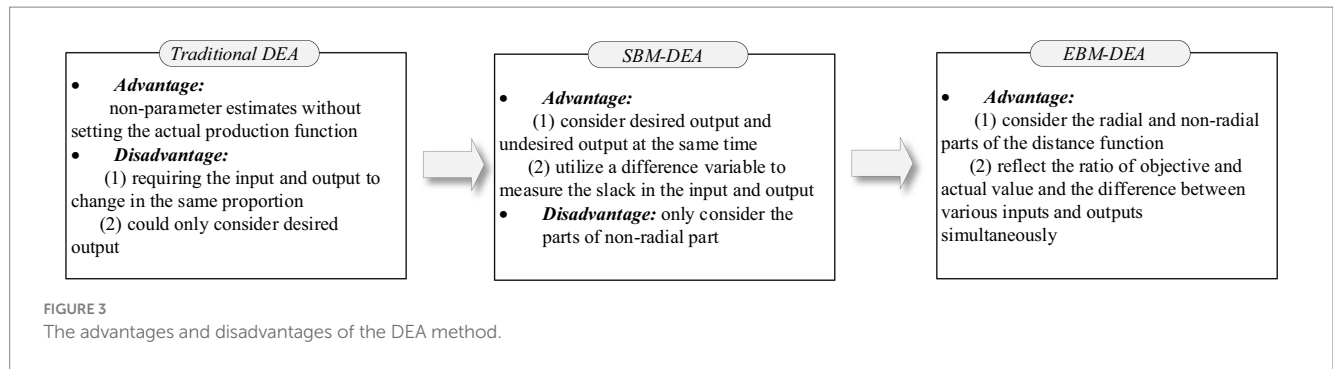 Traditional DEA
• Advantage:
non-parameter estimates without
setting the actual production function
• Disadvantage:
(1) requiring the input and output to
change in the same proportion
(2) could only consider desired
output
SBM-DEA
• Advantage:
(1) consider desired output and
undesired output at the same time
(2) utilize a difference variable to
measure the slack in the input and output
• Disadvantage: only consider the
parts of non-radial part
EBM-DEA
• Advantage:
(1) consider the radial and non-radial
parts of the distance function
(2) reflect the ratio of objective and
actual value and the difference between
various inputs and outputs
simultaneously
FIGURE 3
The advantages and disadvantages of the DEA method.